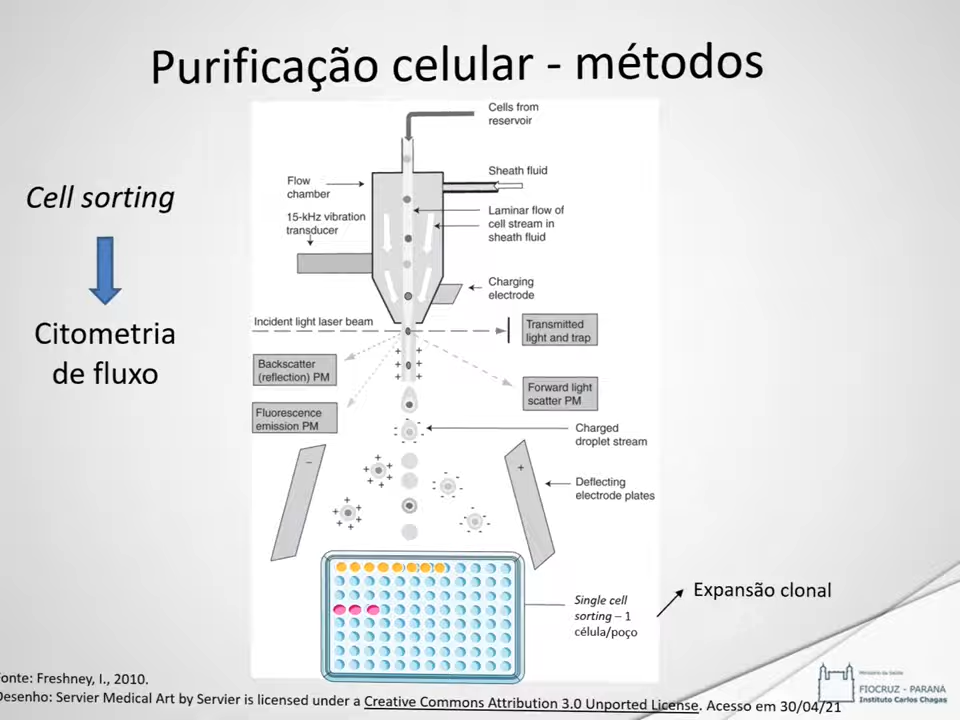 Purificação celular - métodos
Cell sorting
Citometria
de fluxo
Cells from
reservoir
Sheath fluid
Flow
chamber
15-kHz vibration
transducer
Laminar flow of
cell stream in
sheath fluid
Charging
electrode
Incident light laser beam
Transmitted
light and trap
Backscatter
(reflection) PM
Forward light
scatter PM
Fluorescence
emission PM
Charged
droplet stream
Deflecting
electrode plates
Single cell
sorting – 1
célula/poço
Expansão clonal
Fonte: Freshney, I., 2010.
Desenho: Servier Medical Art by Servier is licensed under a Creative Commons Attribution 3.0 Unported License. Acesso em 30/04/21
Ministério da Saúde
FIOCRUZ - PARANÁ
Instituto Carlos Chagas